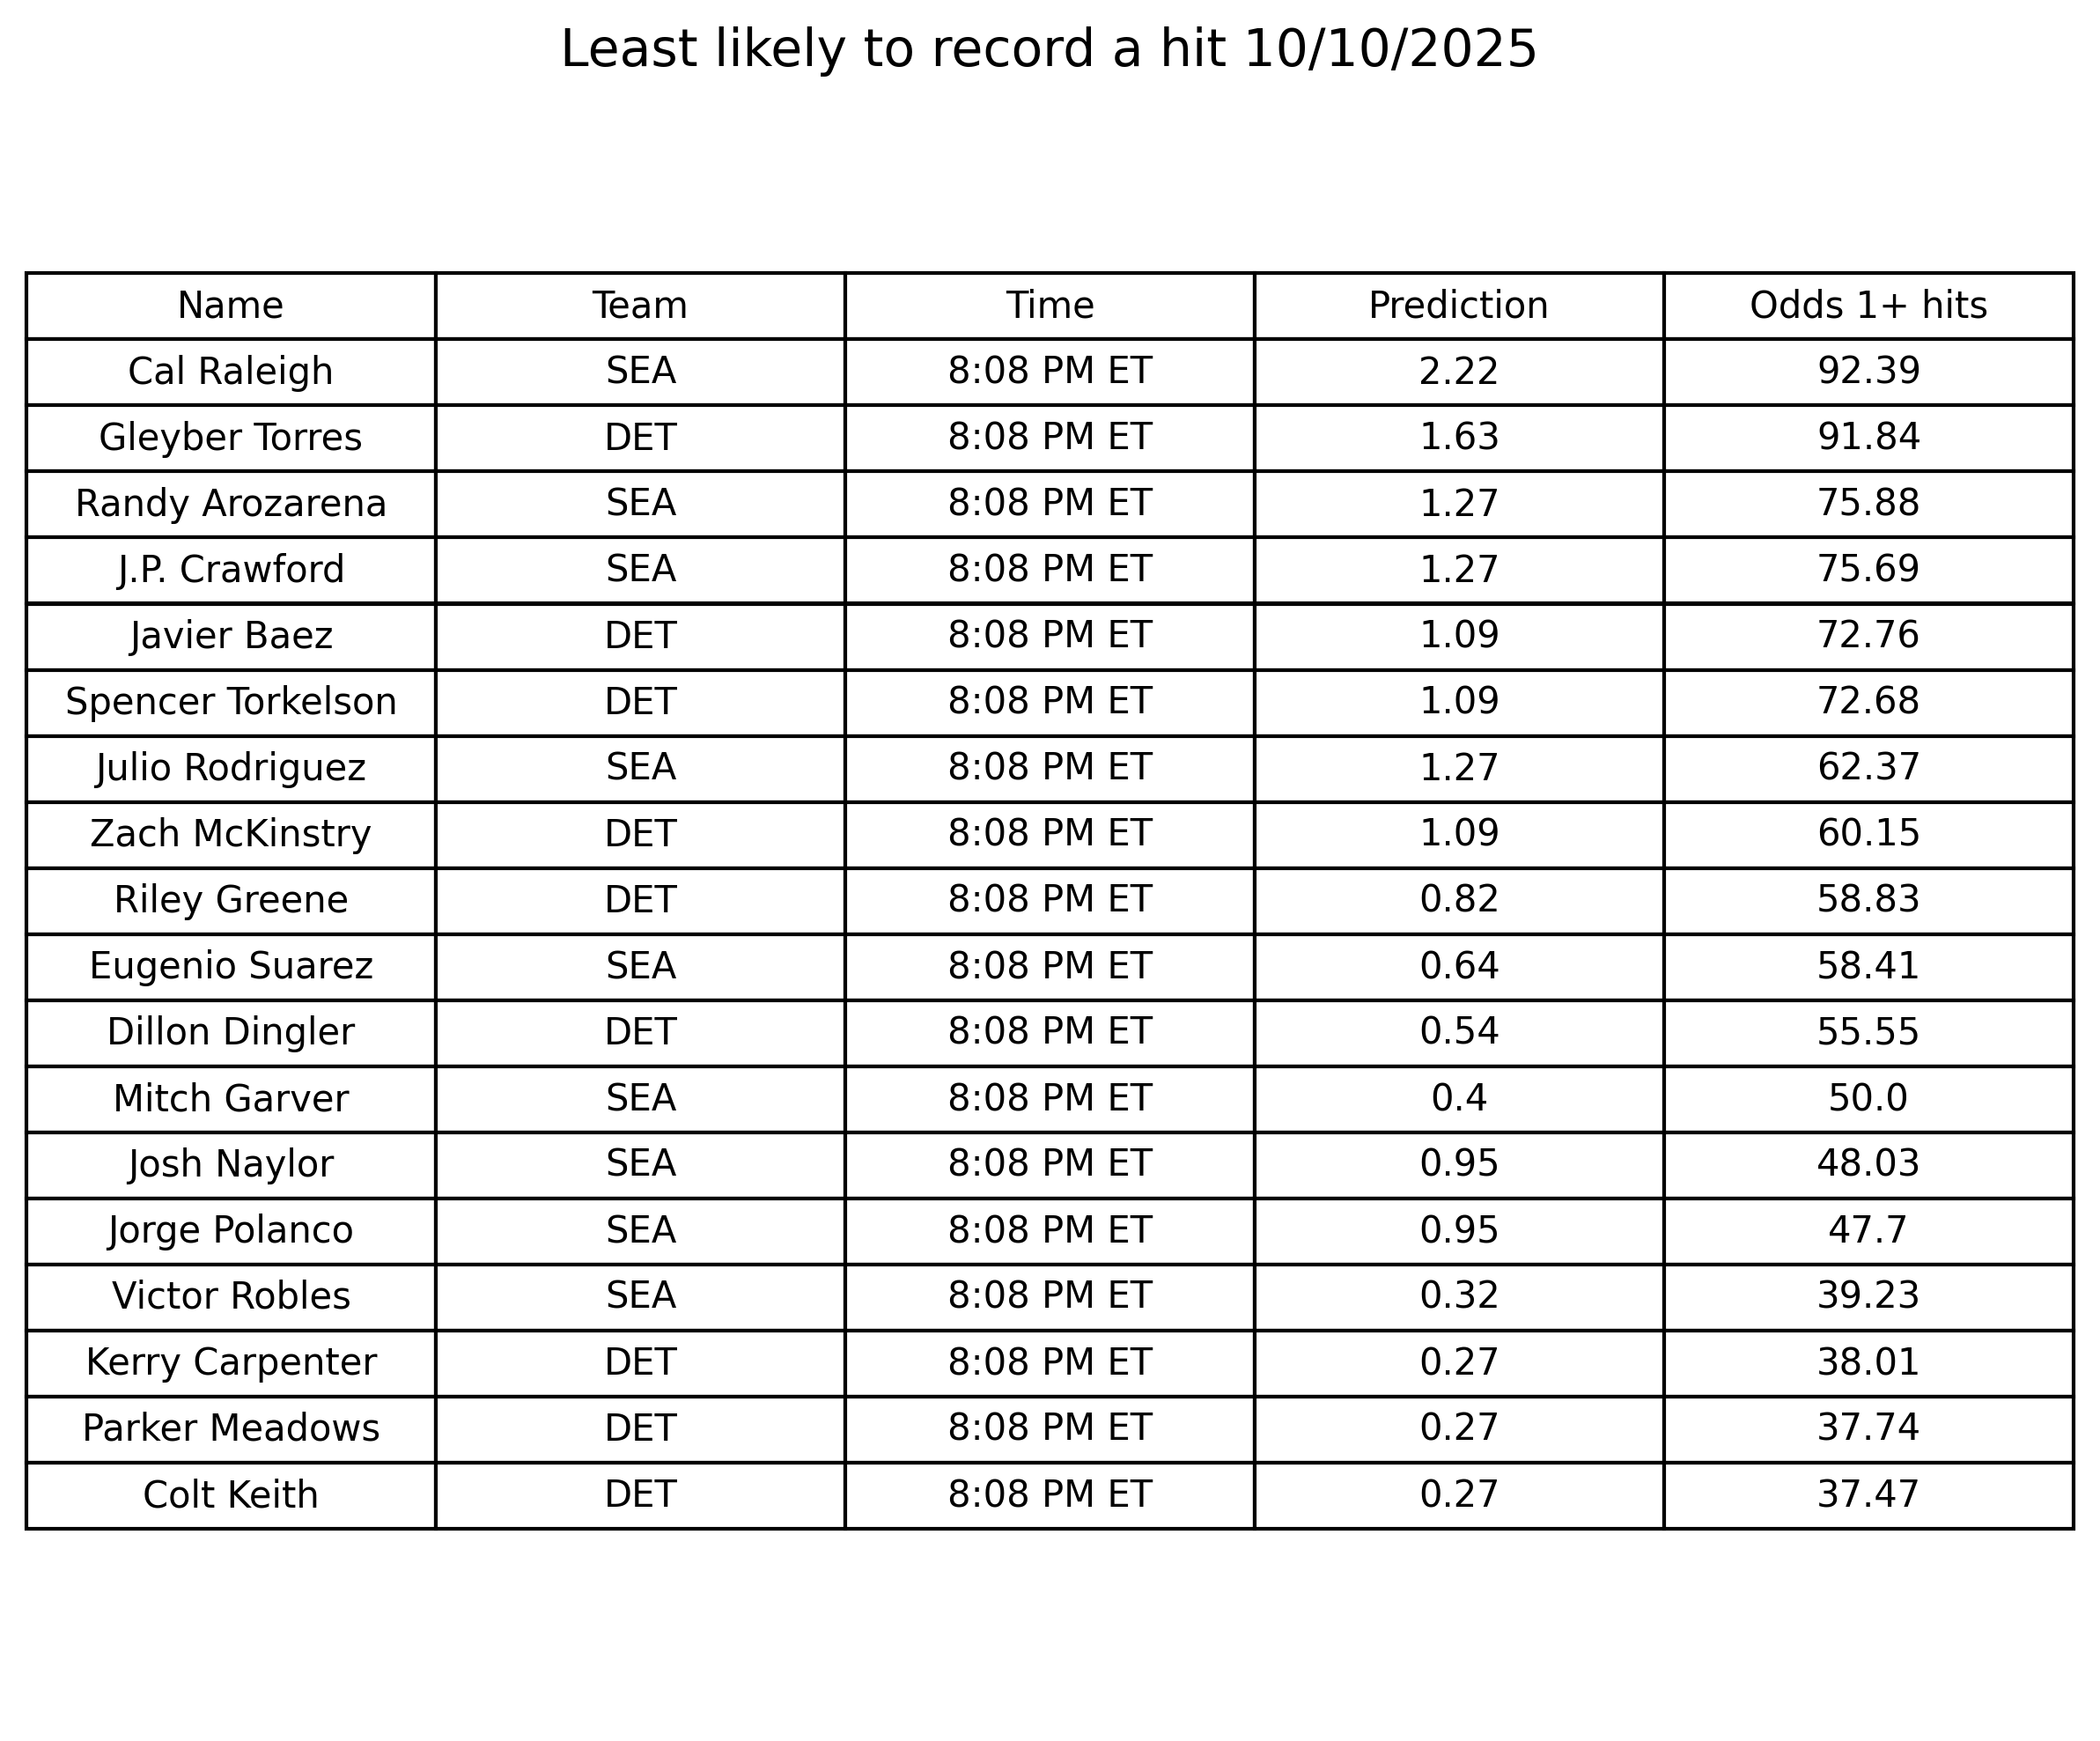 Least likely to record a hit 10/10/2025
Name Team Time Prediction Odds 1+ hits
Cal Raleigh SEA 8:08 PM ET 2.22 92.39
Gleyber Torres DET 8:08 PM ET 1.63 91.84
Randy Arozarena SEA 8:08 PM ET 1.27 75.88
J.P. Crawford SEA 8:08 PM ET 1.27 75.69
Javier Baez DET 8:08 PM ET 1.09 72.76
Spencer Torkelson DET 8:08 PM ET 1.09 72.68
Julio Rodriguez SEA 8:08 PM ET 1.27 62.37
Zach McKinstry DET 8:08 PM ET 1.09 60.15
Riley Greene DET 8:08 PM ET 0.82 58.83
Eugenio Suarez SEA 8:08 PM ET 0.64 58.41
Dillon Dingler DET 8:08 PM ET 0.54 55.55
Mitch Garver SEA 8:08 PM ET 0.4 50.0
Josh Naylor SEA 8:08 PM ET 0.95 48.03
Jorge Polanco SEA 8:08 PM ET 0.95 47.7
Victor Robles SEA 8:08 PM ET 0.32 39.23
Kerry Carpenter DET 8:08 PM ET 0.27 38.01
Parker Meadows DET 8:08 PM ET 0.27 37.74
Colt Keith DET 8:08 PM ET 0.27 37.47